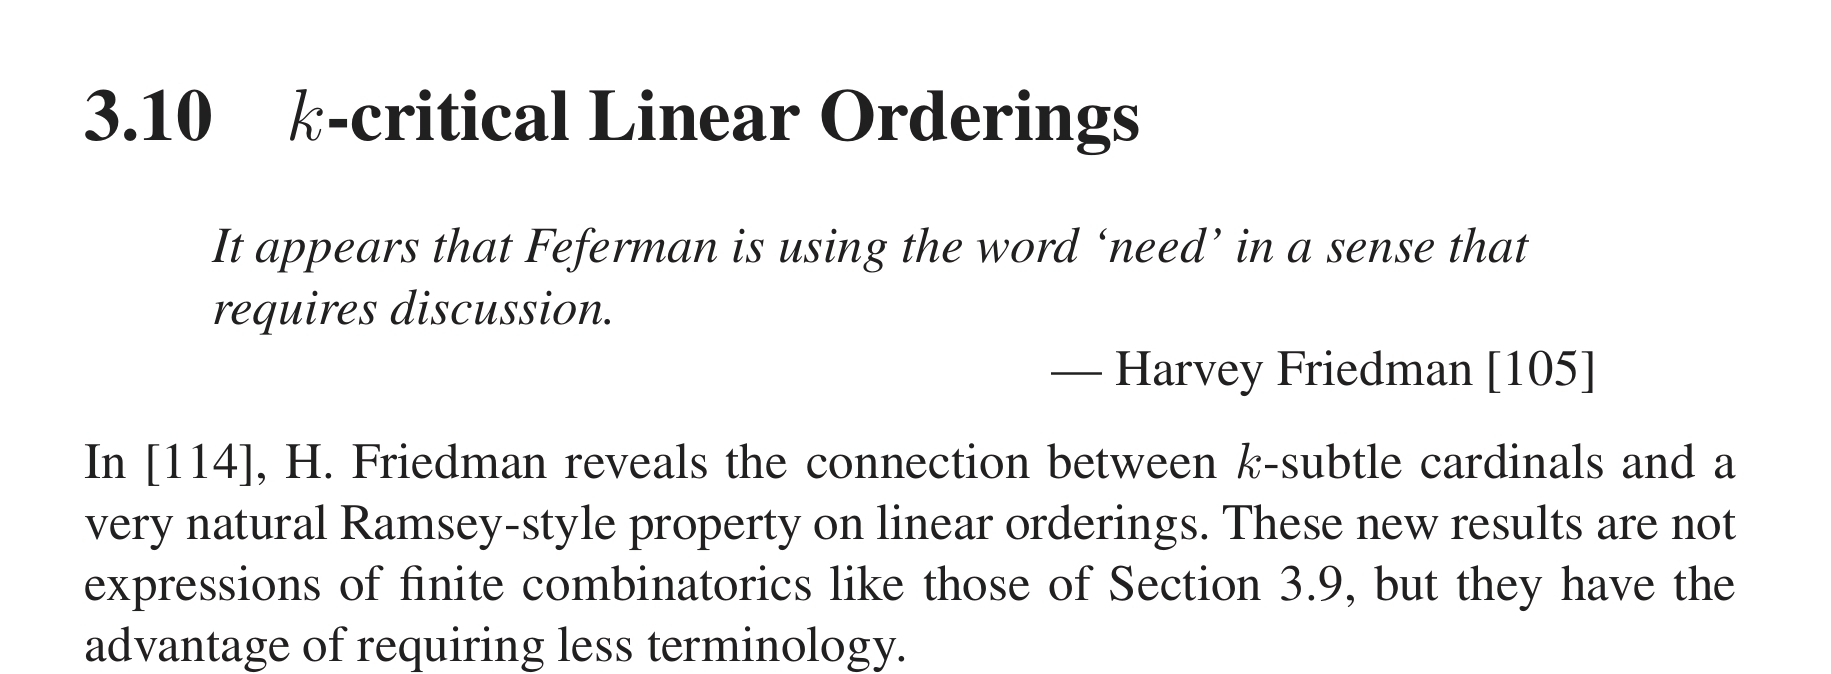 3.10 k-critical Linear Orderings
It appears that Feferman is using the word ‘need’ in a sense that
requires discussion.
— Harvey Friedman [105]
In [114], H. Friedman reveals the connection between k-subtle cardinals and a
very natural Ramsey-style property on linear orderings. These new results are not
expressions of finite combinatorics like those of Section 3.9, but they have the
advantage of requiring less terminology.